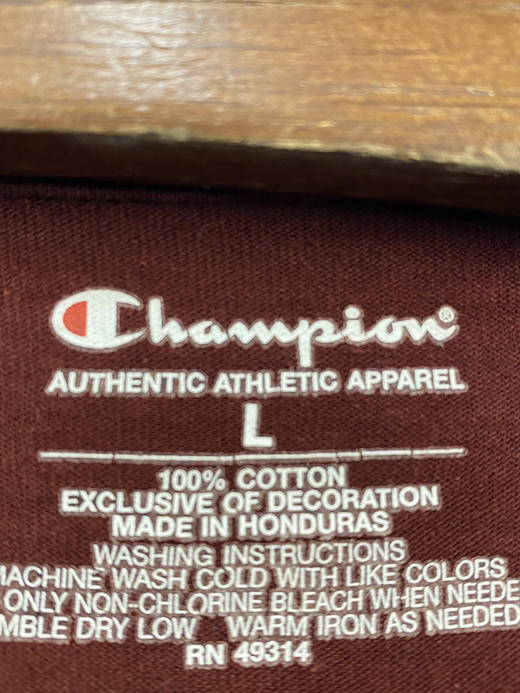 Champion®
AUTHENTIC ATHLETIC APPAREL
L
100% COTTON
EXCLUSIVE OF DECORATION
MADE IN HONDURAS
WASHING INSTRUCTIONS
MACHINE WASH COLD WITH LIKE COLORS
ONLY NON-CHLORINE BLEACH WHEN NEEDE
MBLE DRY LOW WARM IRON AS NEEDED
RN 49314